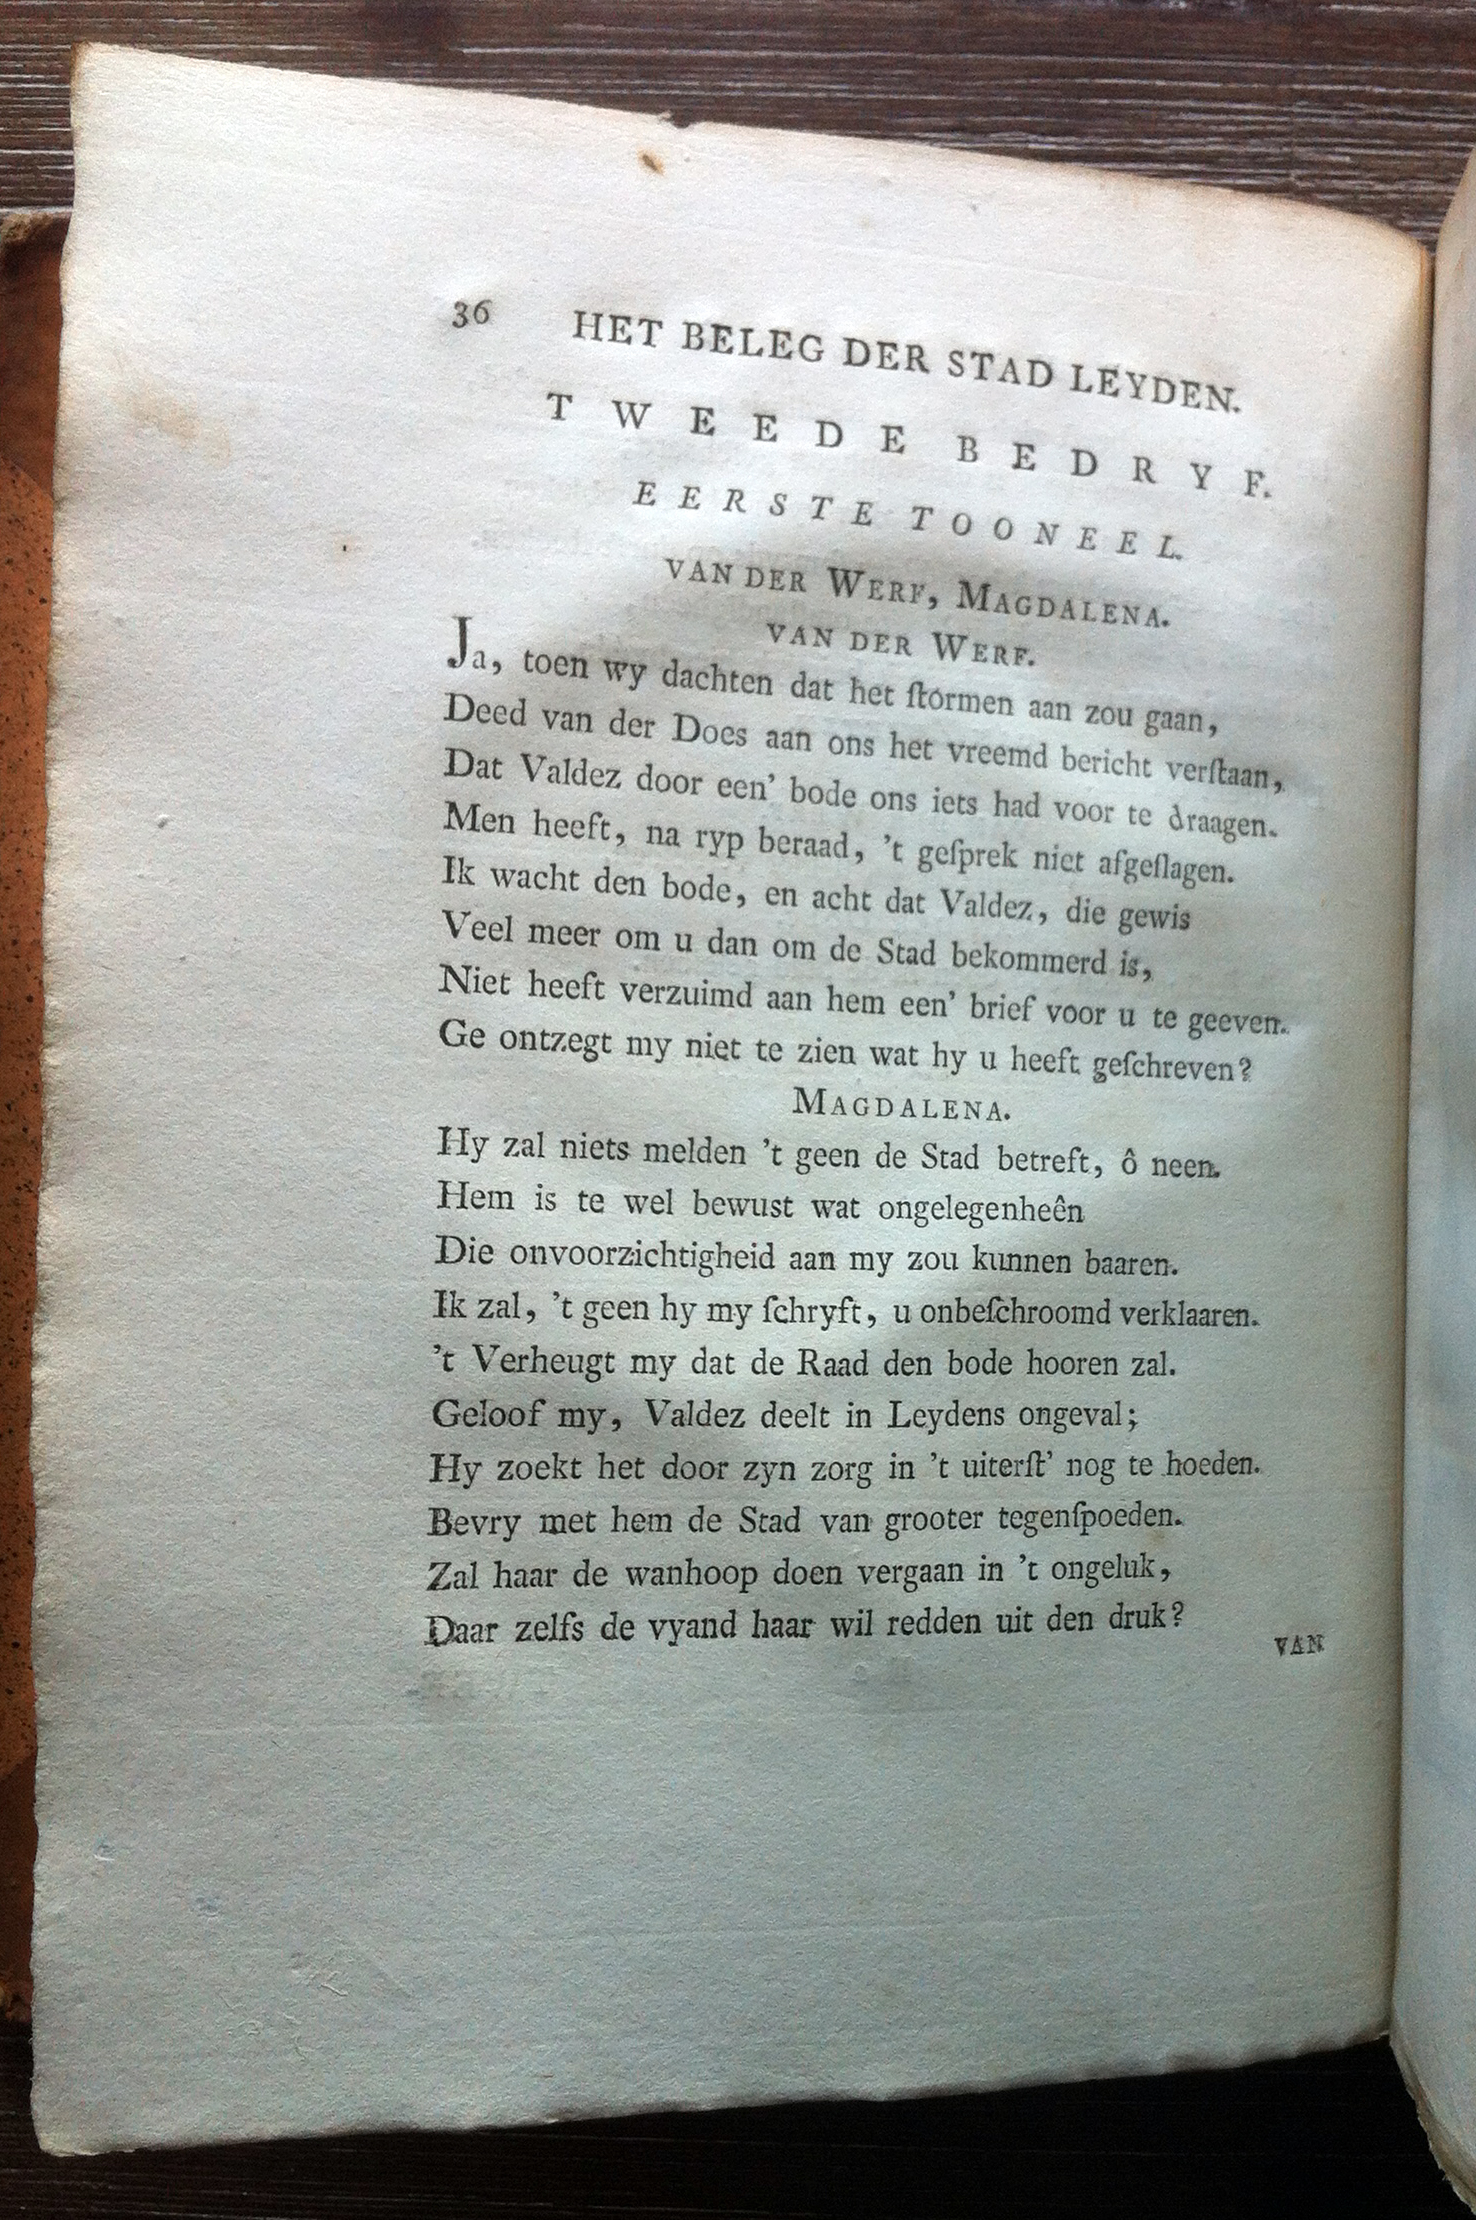 36 HET BELEG DER STAD LEYDEN.
TWEEDE BEDRYF.
EERSTE TOONEEL.
VAN DER WERF, MAGDALENA.
VAN DER WERF.
Ja, toen wy dachten dat het ſtormen aan zou gaan,
Deed van der Does aan ons het vreemd bericht verſtaan,
Dat Valdez door een' bode ons iets had voor te draagen.
Men heeft, na ryp beraad, 't geſprek niet afgeſlagen.
Ik wacht den bode, en acht dat Valdez, die gewis
Veel meer om u dan om de Stad bekommerd is,
Niet heeft verzuimd aan hem een' brief voor u te geeven.
Ge ontzegt my niet te zien wat hy u heeft geſchreven?
MAGDALENA.
Hy zal niets melden 't geen de Stad betreft, ô neen.
Hem is te wel bewust wat ongelegenheên
Die onvoorzichtigheid aan my zou kunnen baaren.
Ik zal, 't geen hy my ſchryft, u onbeſchroomd verklaaren.
't Verheugt my dat de Raad den bode hooren zal.
Geloof my, Valdez deelt in Leydens ongeval;
Hy zoekt het door zyn zorg in 't uiterſt' nog te hoeden.
Bevry met hem de Stad van grooter tegenſpoeden.
Zal haar de wanhoop doen vergaan in 't ongeluk,
Daar zelfs de vyand haar wil redden uit den druk?
VAN